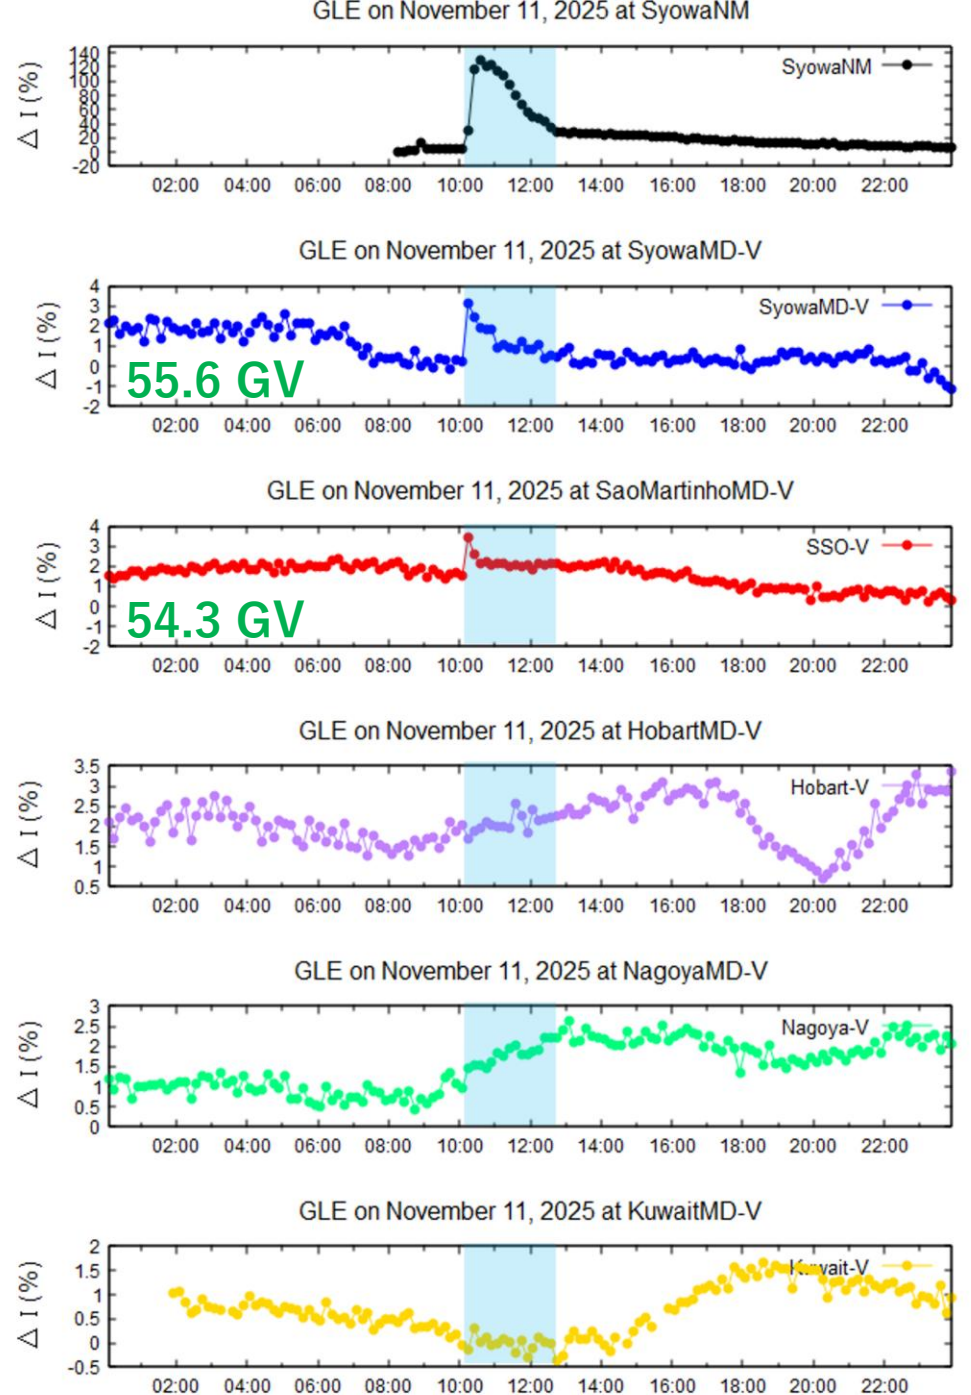 GLE on November 11, 2025 at SyowaNM
Δ I (%)
140
120
100
80
60
40
20
0
-20
SyowaNM
02:00 04:00 06:00 08:00 10:00 12:00 14:00 16:00 18:00 20:00 22:00
GLE on November 11, 2025 at SyowaMD-V
Δ I (%)
4
3
2
1
0
-1
-2
SyowaMD-V
55.6 GV
02:00 04:00 06:00 08:00 10:00 12:00 14:00 16:00 18:00 20:00 22:00
GLE on November 11, 2025 at SaoMartinhoMD-V
Δ I (%)
4
3
2
1
0
-1
-2
SSO-V
54.3 GV
02:00 04:00 06:00 08:00 10:00 12:00 14:00 16:00 18:00 20:00 22:00
GLE on November 11, 2025 at HobartMD-V
Δ I (%)
3.5
3
2.5
2
1.5
1
0.5
Hobart-V
02:00 04:00 06:00 08:00 10:00 12:00 14:00 16:00 18:00 20:00 22:00
GLE on November 11, 2025 at NagoyaMD-V
Δ I (%)
3
2.5
2
1.5
1
0.5
0
Nagoya-V
02:00 04:00 06:00 08:00 10:00 12:00 14:00 16:00 18:00 20:00 22:00
GLE on November 11, 2025 at KuwaitMD-V
Δ I (%)
2
1.5
1
0.5
0
-0.5
Kuwait-V
02:00 04:00 06:00 08:00 10:00 12:00 14:00 16:00 18:00 20:00 22:00